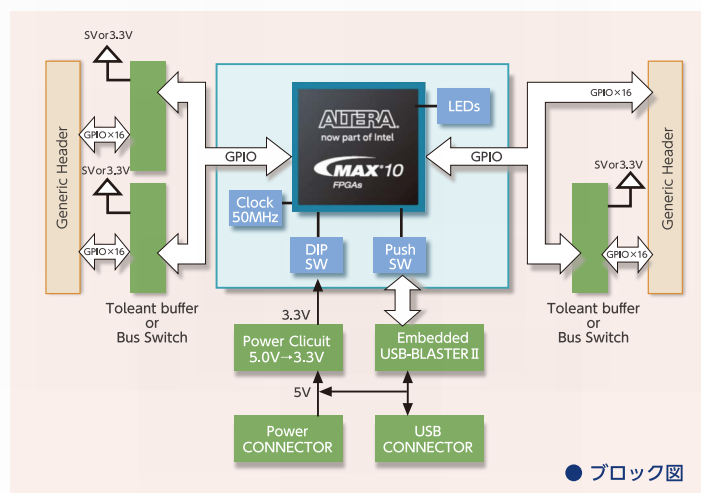 SVor3.3V
Generic Header
GPIO×16
SVor3.3V
GPIO×16
Toleant buffer
or
Bus Switch
GPIO
ALTERA
now part of Intel
MAX®10
FPGAs
LEDs
Clock
50MHz
DIP
SW
Push
SW
GPIO
GPIO×16
Generic Header
SVor3.3V
GPIO×16
Toleant buffer
or
Bus Switch
3.3V
Power Clicuit
5.0V→3.3V
Embedded
USB-BLASTER II
5V
Power
CONNECTOR
USB
CONNECTOR
● ブロック図